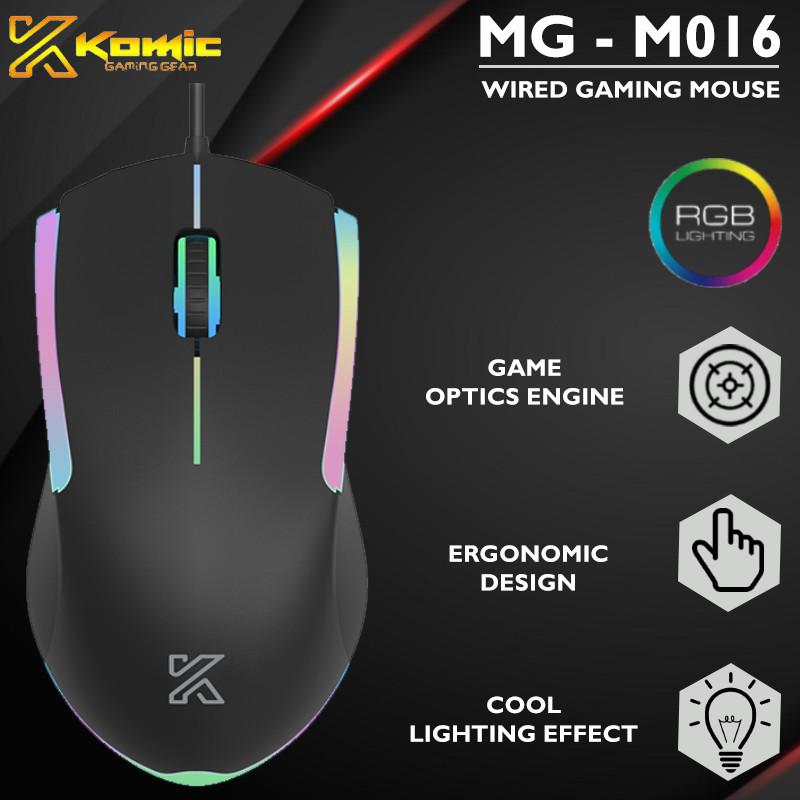 Komic
GAMING GEAR
MG - M016
WIRED GAMING MOUSE
RGB
LIGHTING
GAME
OPTICS ENGINE
ERGONOMIC
DESIGN
COOL
LIGHTING EFFECT